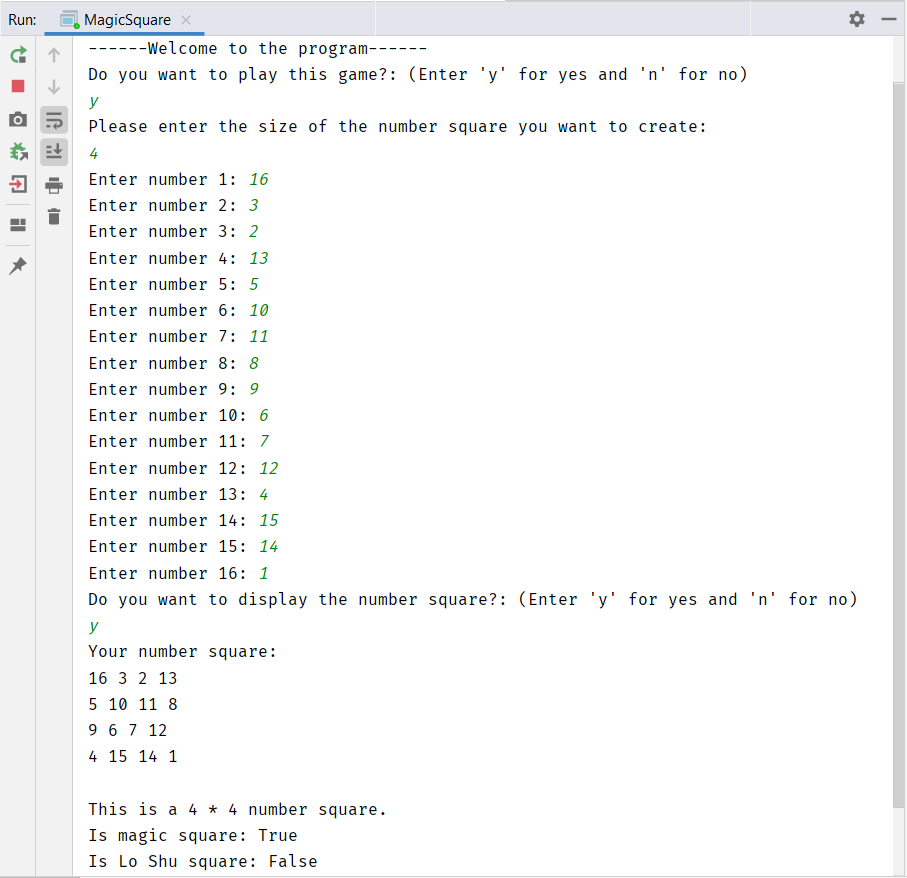 Run: MagicSquare
------Welcome to the program------
Do you want to play this game?: (Enter 'y' for yes and 'n' for no)
y
Please enter the size of the number square you want to create:
4
Enter number 1: 16
Enter number 2: 3
Enter number 3: 2
Enter number 4: 13
Enter number 5: 5
Enter number 6: 10
Enter number 7: 11
Enter number 8: 8
Enter number 9: 9
Enter number 10: 6
Enter number 11: 7
Enter number 12: 12
Enter number 13: 4
Enter number 14: 15
Enter number 15: 14
Enter number 16: 1
Do you want to display the number square?: (Enter 'y' for yes and 'n' for no)
y
Your number square:
16 3 2 13
5 10 11 8
9 6 7 12
4 15 14 1
This is a 4 * 4 number square.
Is magic square: True
Is Lo Shu square: False